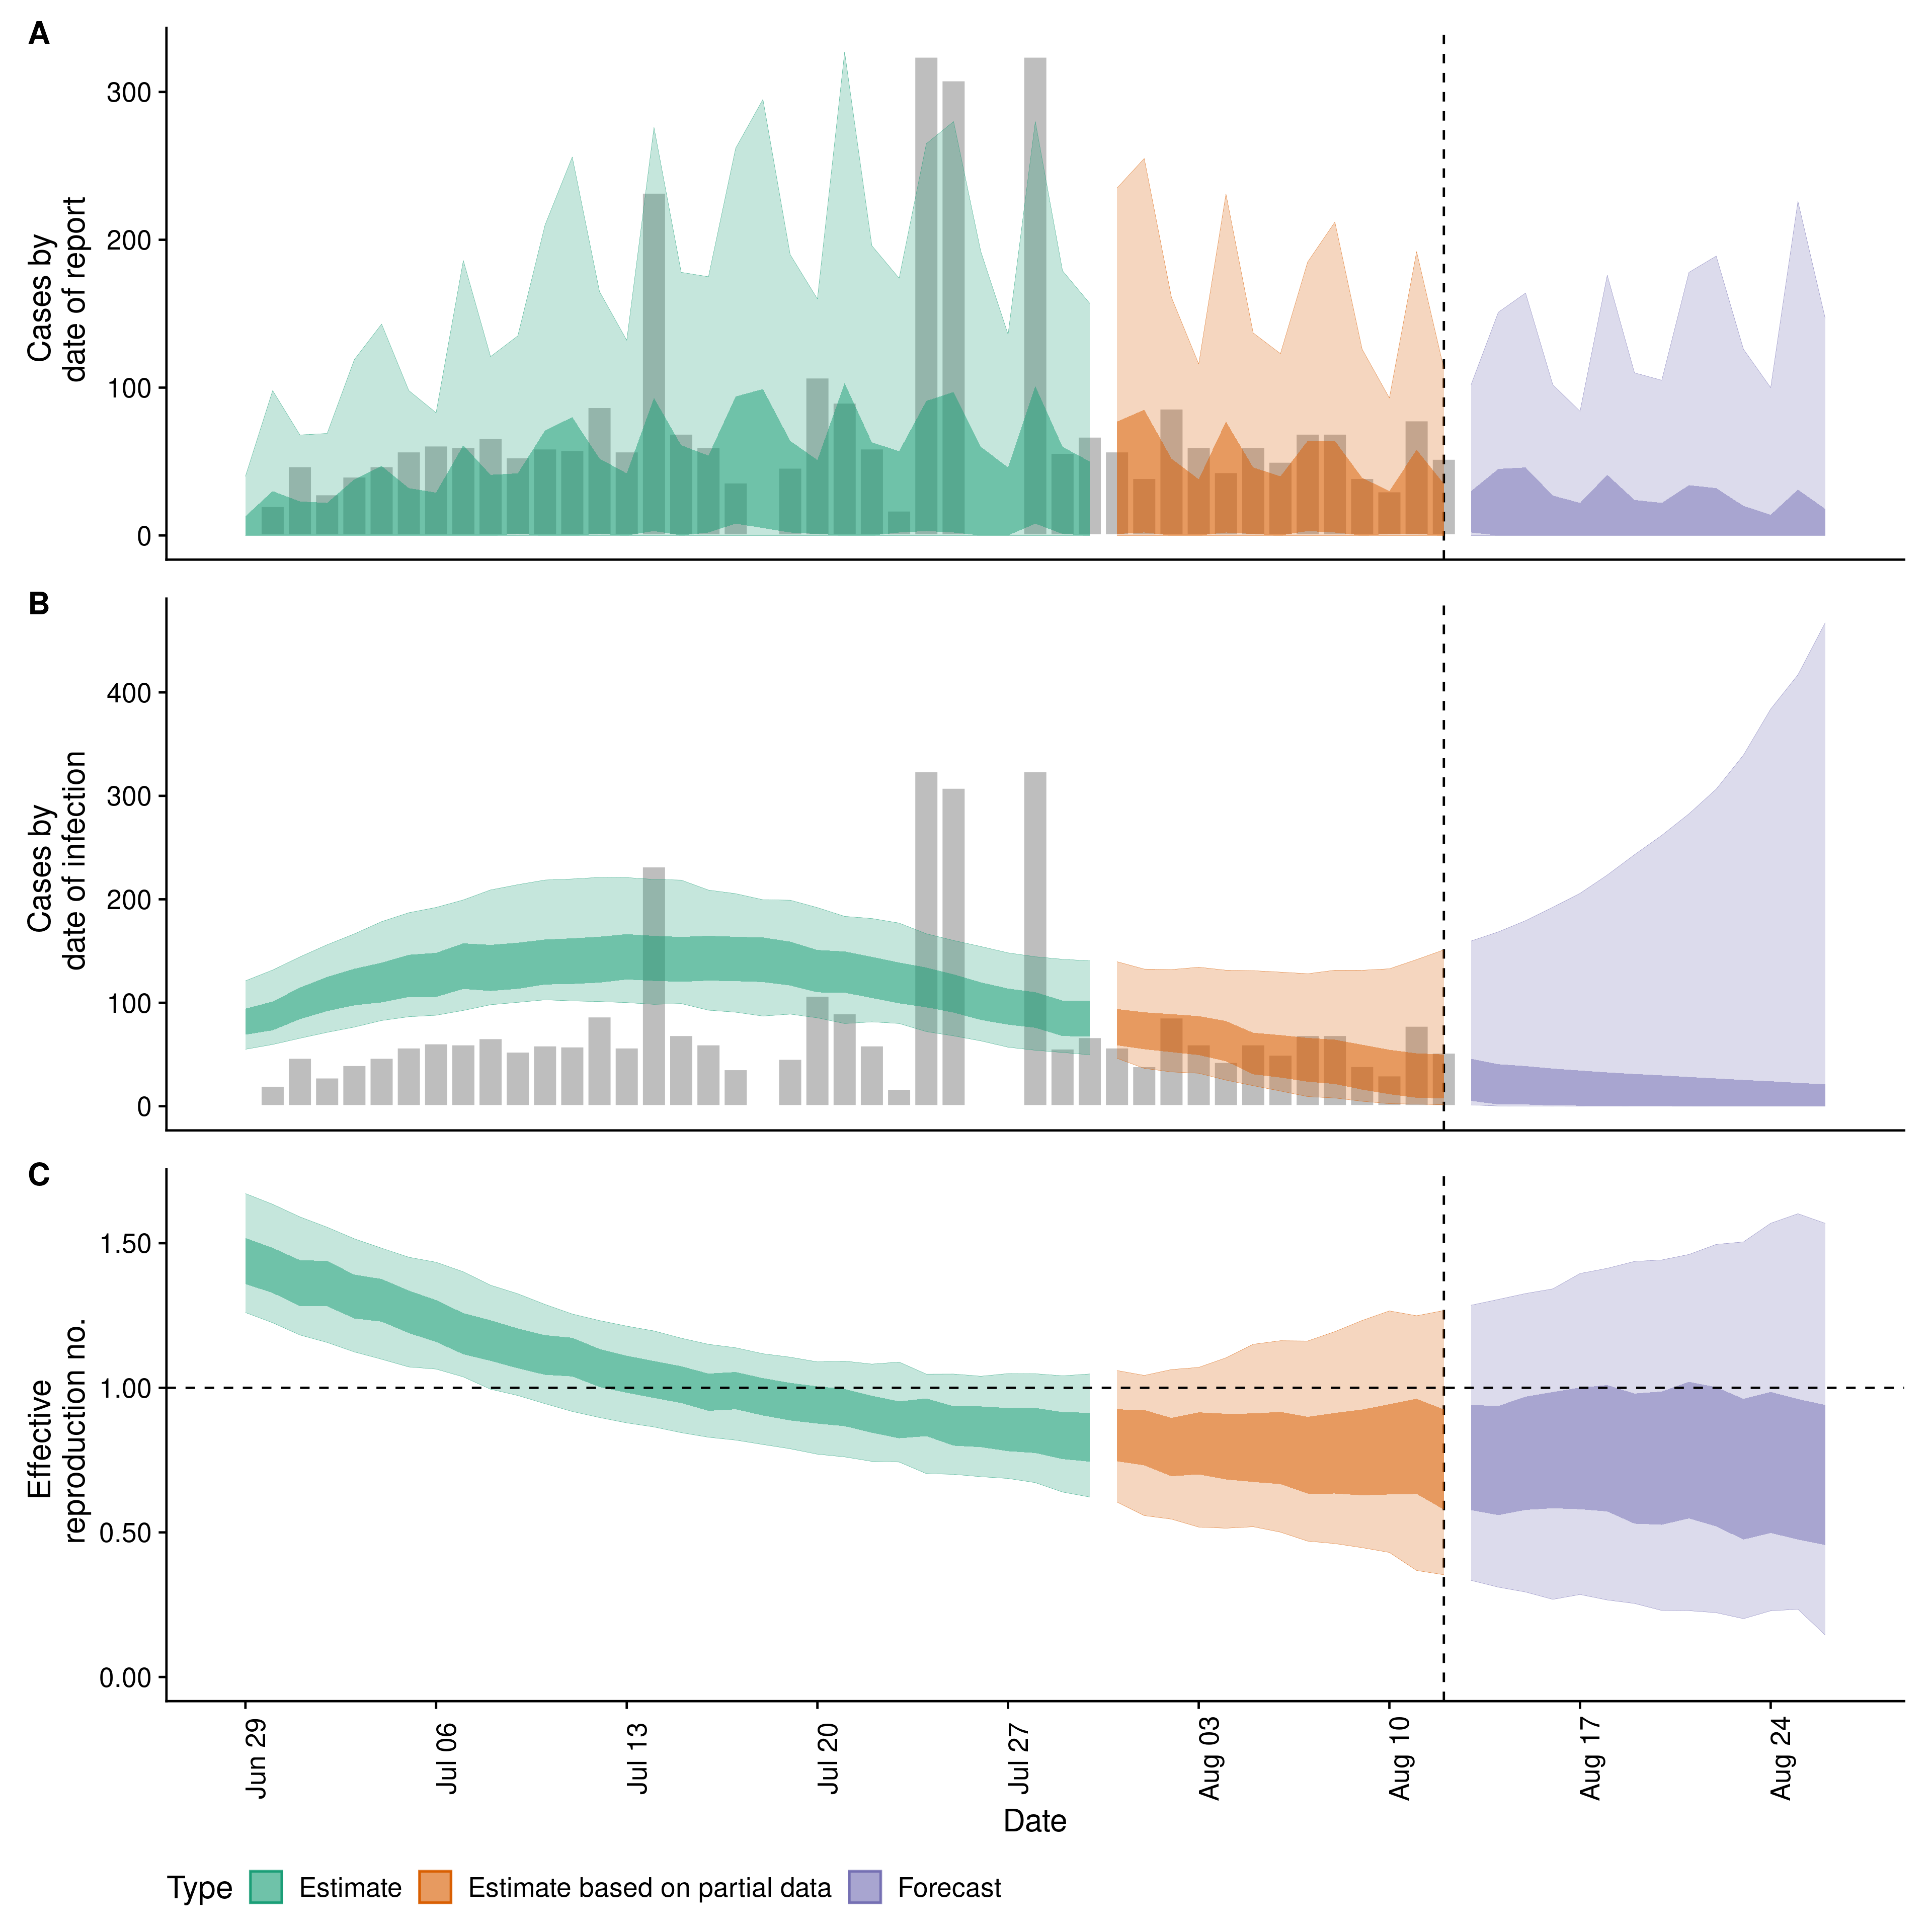 A
Cases by
date of report
300
200
100
0
B
Cases by
date of infection
400
300
200
100
0
C
Effective
reproduction no.
1.50
1.00
0.50
0.00
Jun 29
Jul 06
Jul 13
Jul 20
Jul 27
Aug 03
Aug 10
Aug 17
Aug 24
Date
Type Estimate Estimate based on partial data Forecast